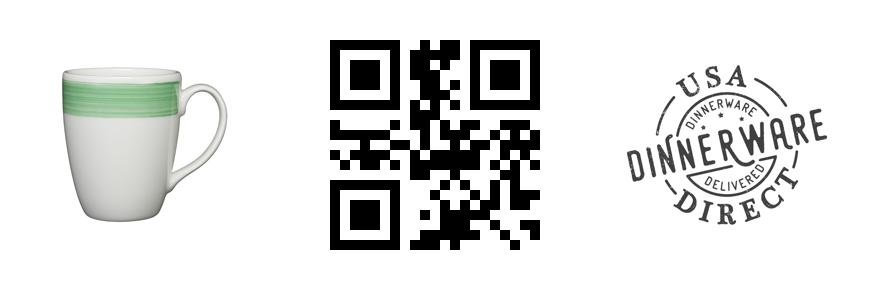 USA
DINNERWARE
DINNERWARE
DELIVERED
DIRECT